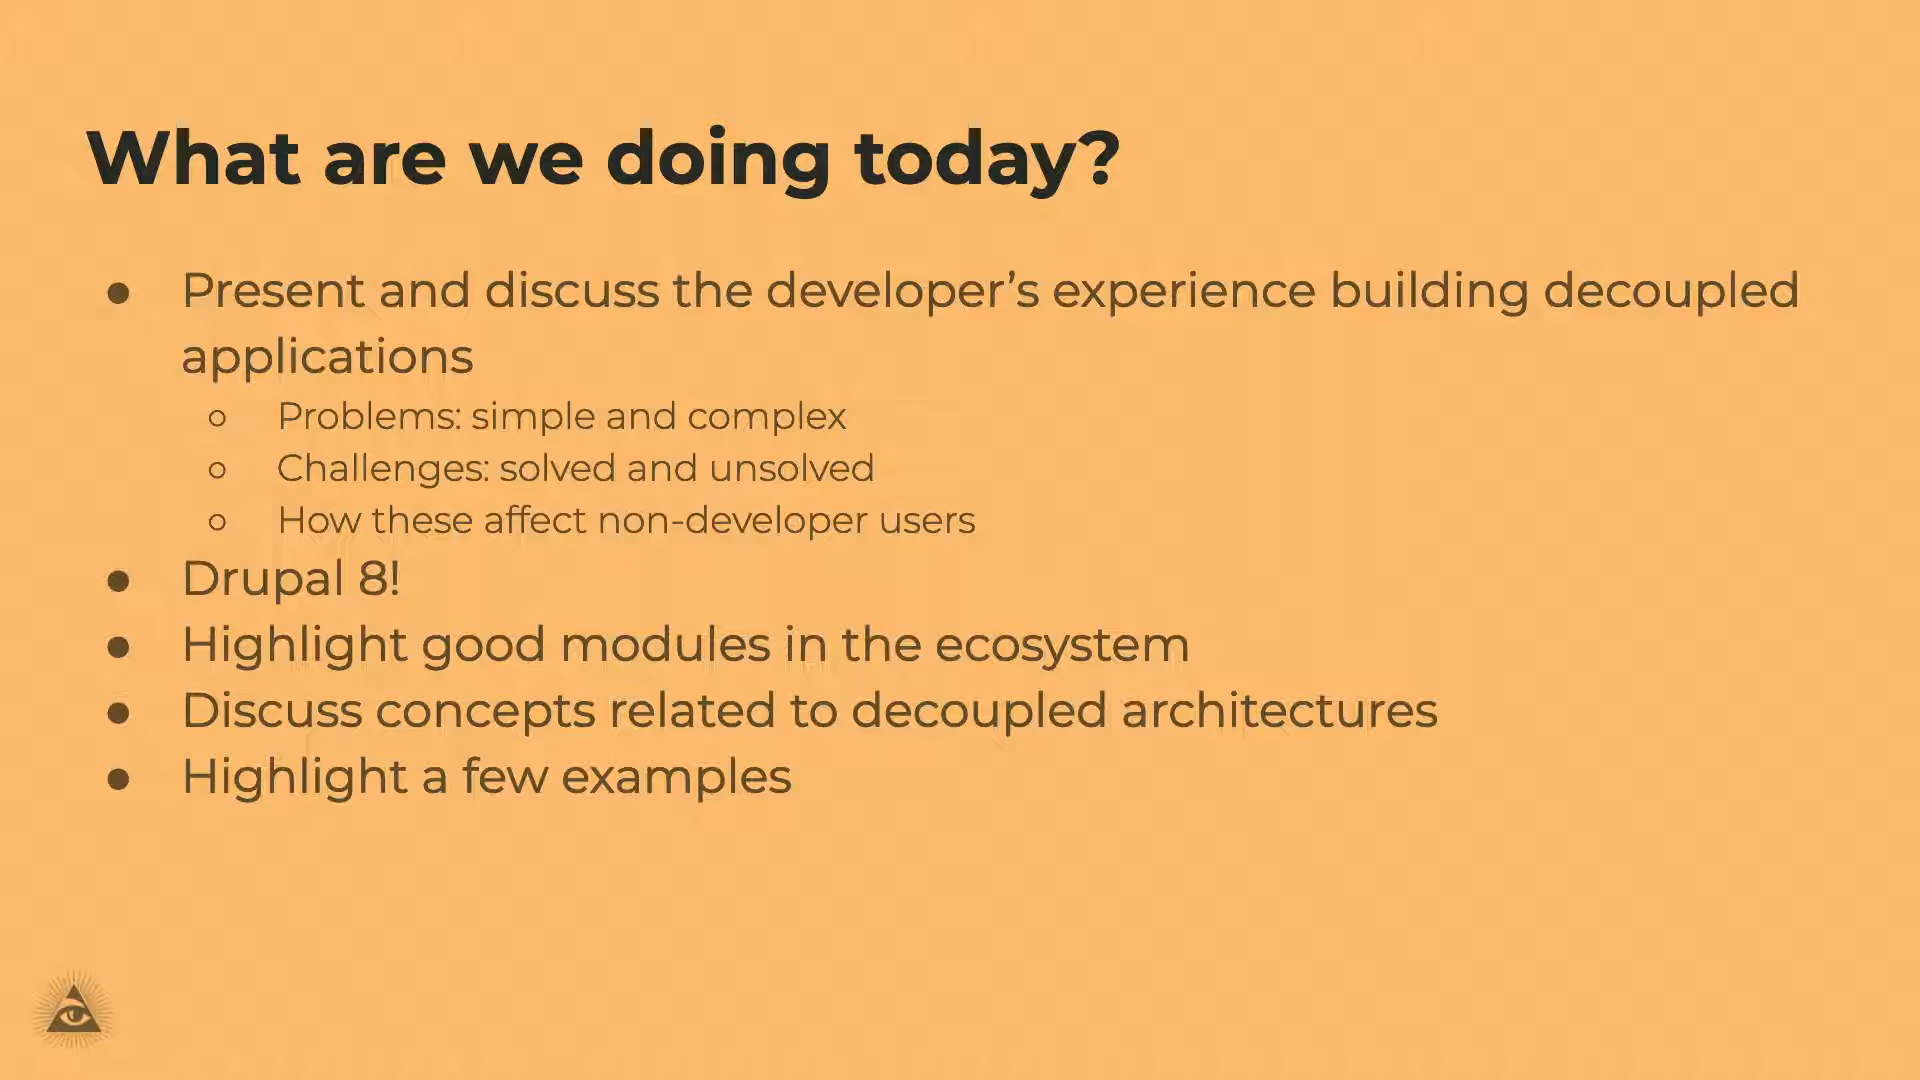 What are we doing today?
● Present and discuss the developer’s experience building decoupled
applications
○ Problems: simple and complex
○ Challenges: solved and unsolved
○ How these affect non-developer users
● Drupal 8!
● Highlight good modules in the ecosystem
● Discuss concepts related to decoupled architectures
● Highlight a few examples